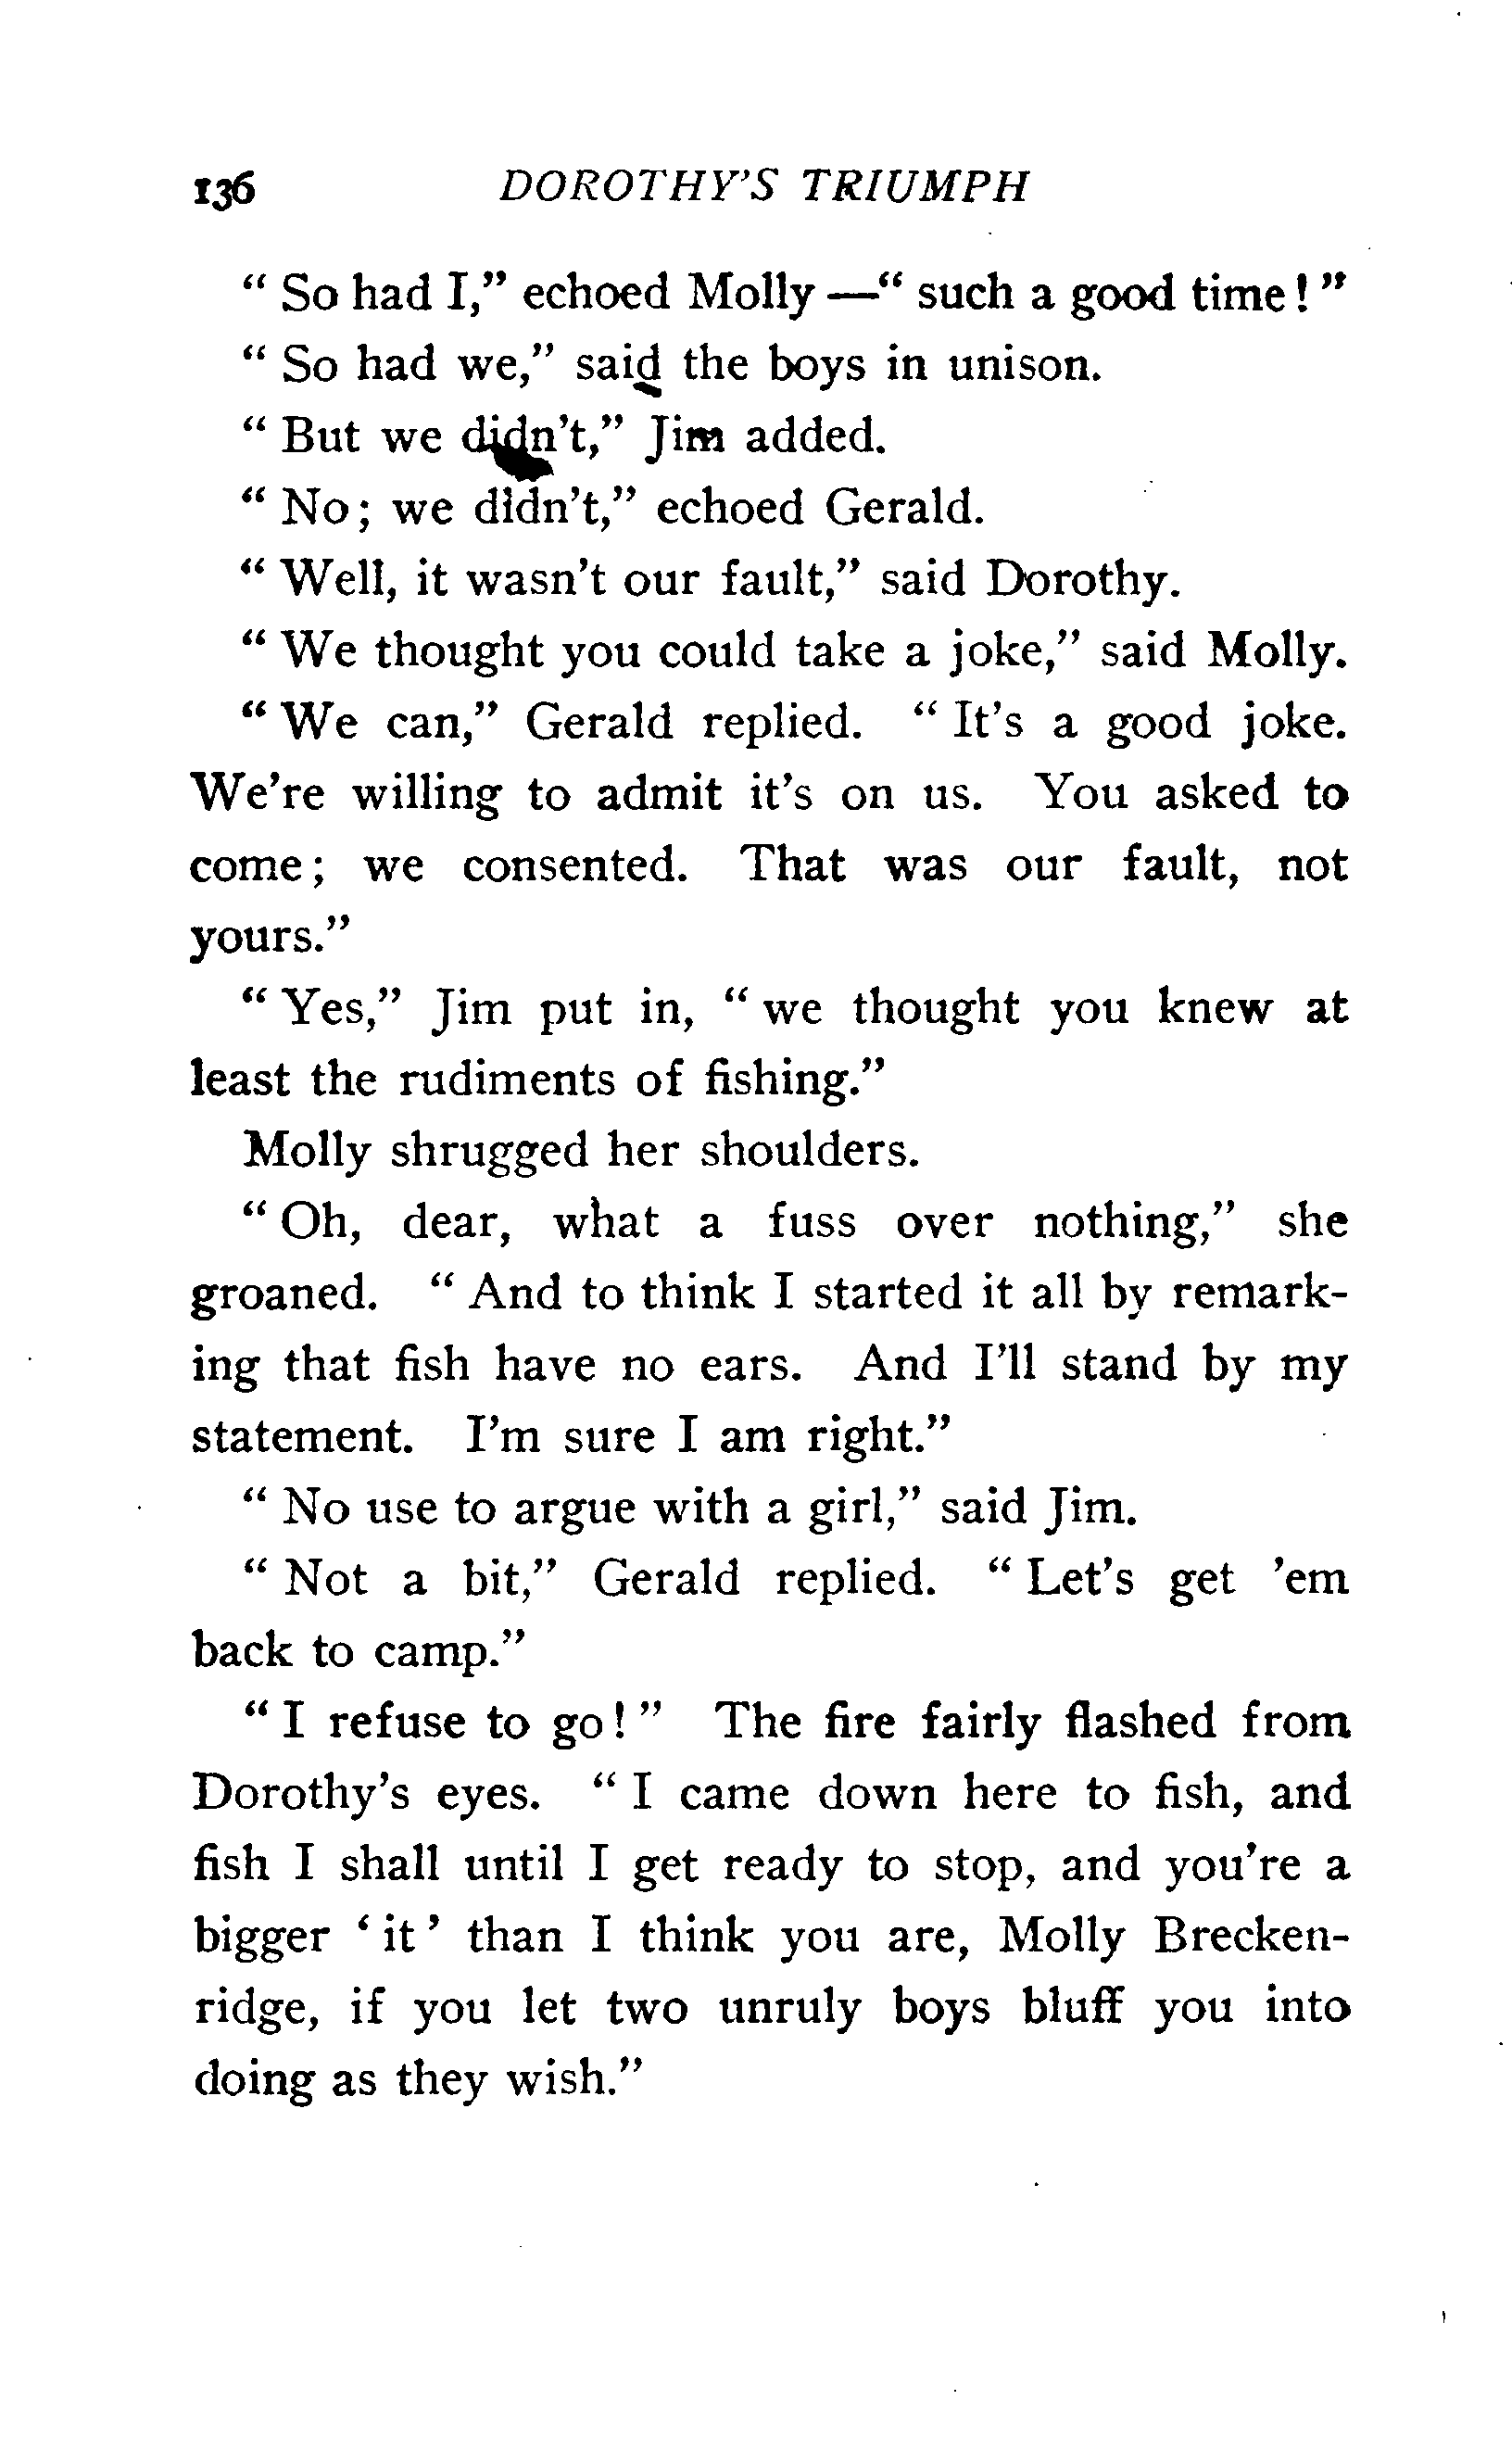 136 DOROTHY'S TRIUMPH
" So had I," echoed Molly —" such a good time! "
" So had we," said the boys in unison.
" But we didn't," Jim added.
" No; we didn't," echoed Gerald.
" Well, it wasn't our fault," said Dorothy.
" We thought you could take a joke," said Molly.
" We can," Gerald replied. " It's a good joke.
We're willing to admit it's on us. You asked to
come; we consented. That was our fault, not
yours."
" Yes," Jim put in, " we thought you knew at
least the rudiments of fishing."
Molly shrugged her shoulders.
" Oh, dear, what a fuss over nothing," she
groaned. " And to think I started it all by remark-
ing that fish have no ears. And I'll stand by my
statement. I'm sure I am right."
" No use to argue with a girl," said Jim.
" Not a bit," Gerald replied. " Let's get 'em
back to camp."
" I refuse to go! " The fire fairly flashed from
Dorothy's eyes. " I came down here to fish, and
fish I shall until I get ready to stop, and you're a
bigger ' it ' than I think you are, Molly Brecken-
ridge, if you let two unruly boys bluff you into
doing as they wish."